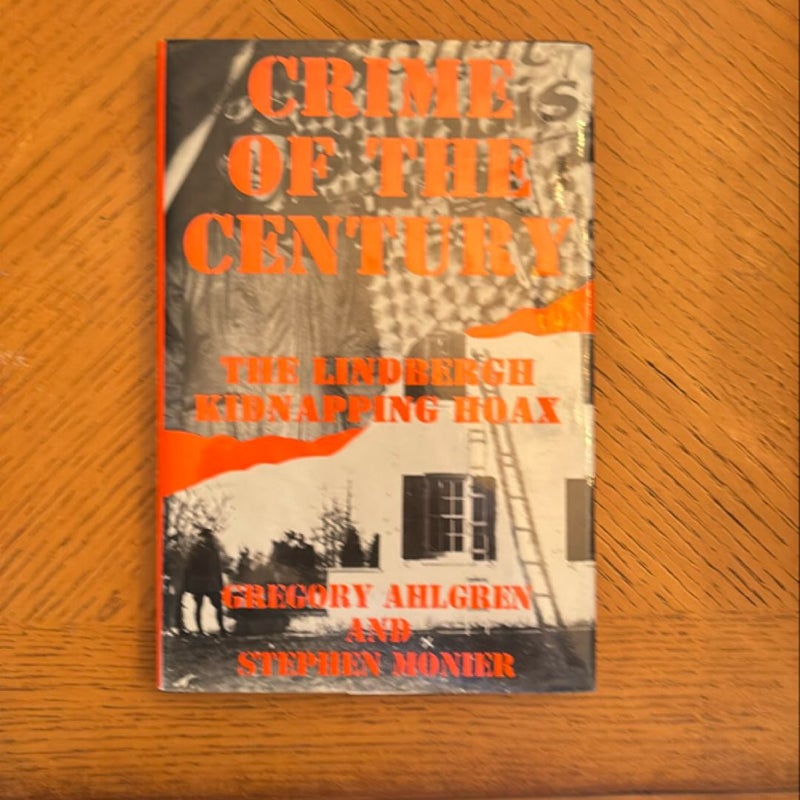 CRIME
OF THE
CENTURY
THE LINDBERGH
KIDNAPPING HOAX
GREGORY AHLGREN
AND
STEPHEN MONIER